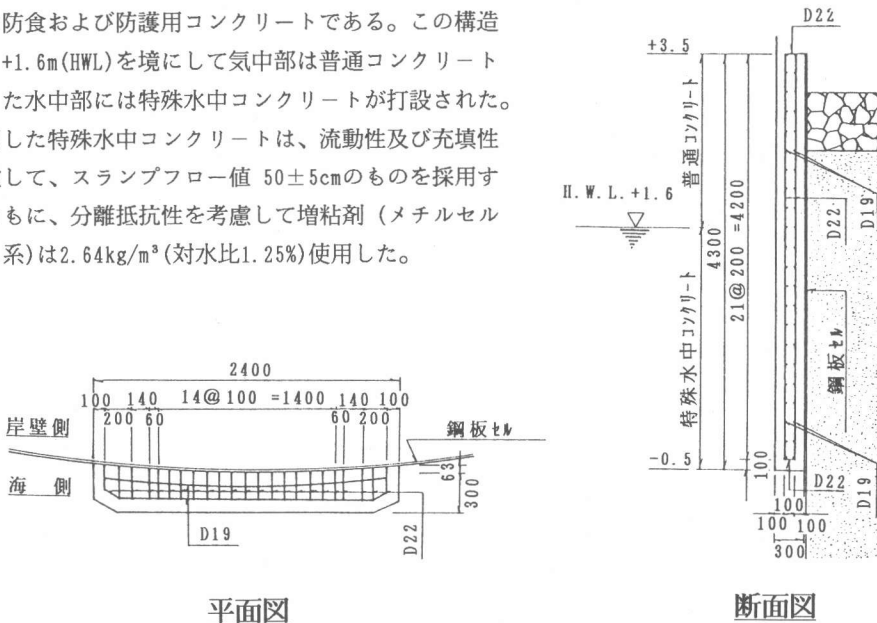 防食および防護用コンクリートである。この構造
+1.6m(HWL)を境にして気中部は普通コンクリート
た水中部には特殊水中コンクリートが打設された。
した特殊水中コンクリートは、流動性及び充填性
して、スランプフロー値 50±5cmのものを採用す
もに、分離抵抗性を考慮して増粘剤 (メチルセル
系)は2.64kg/m³(対水比1.25%)使用した。
2400
100 140 14@100 =1400 140 100
200 60 60 200
岸壁側
鋼板セル
海 側
63
300
D19
D22
平面図
D22
+3.5
普通コンクリート
H.W.L.+1.6
4300
21@200 =4200
D22
D19
特殊水中コンクリート
鋼板セル
-0.5
100
D22
D19
100
100 100
300
断面図